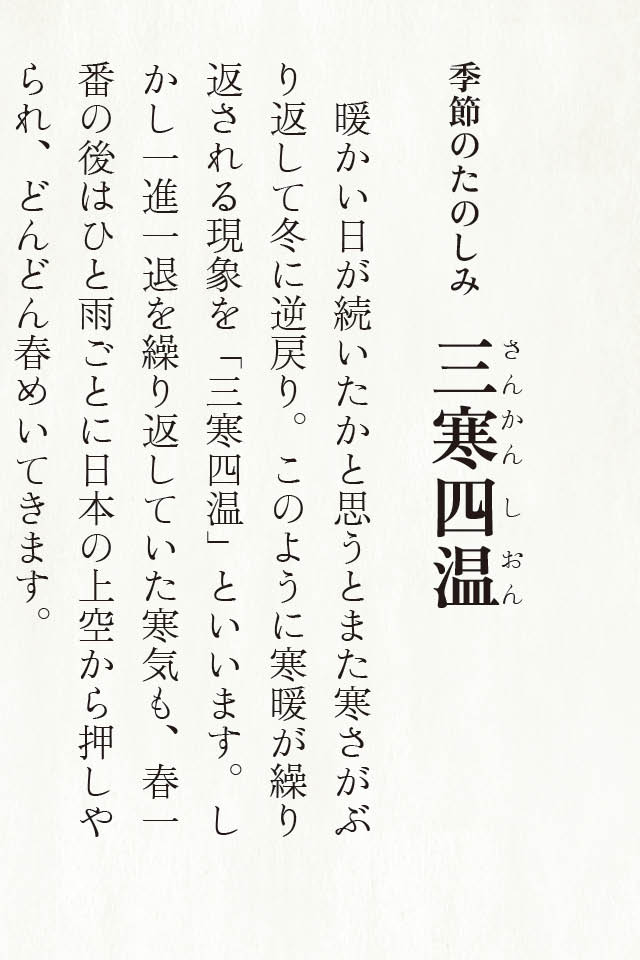 季節のたのしみ 三寒四温
さんかんしおん
暖かい日が続いたかと思うとまた寒さがぶ
り返して冬に逆戻り。このように寒暖が繰り
返される現象を「三寒四温」といいます。し
かし一進一退を繰り返していた寒気も、春一
番の後はひと雨ごとに日本の上空から押しや
られ、どんどん春めいてきます。